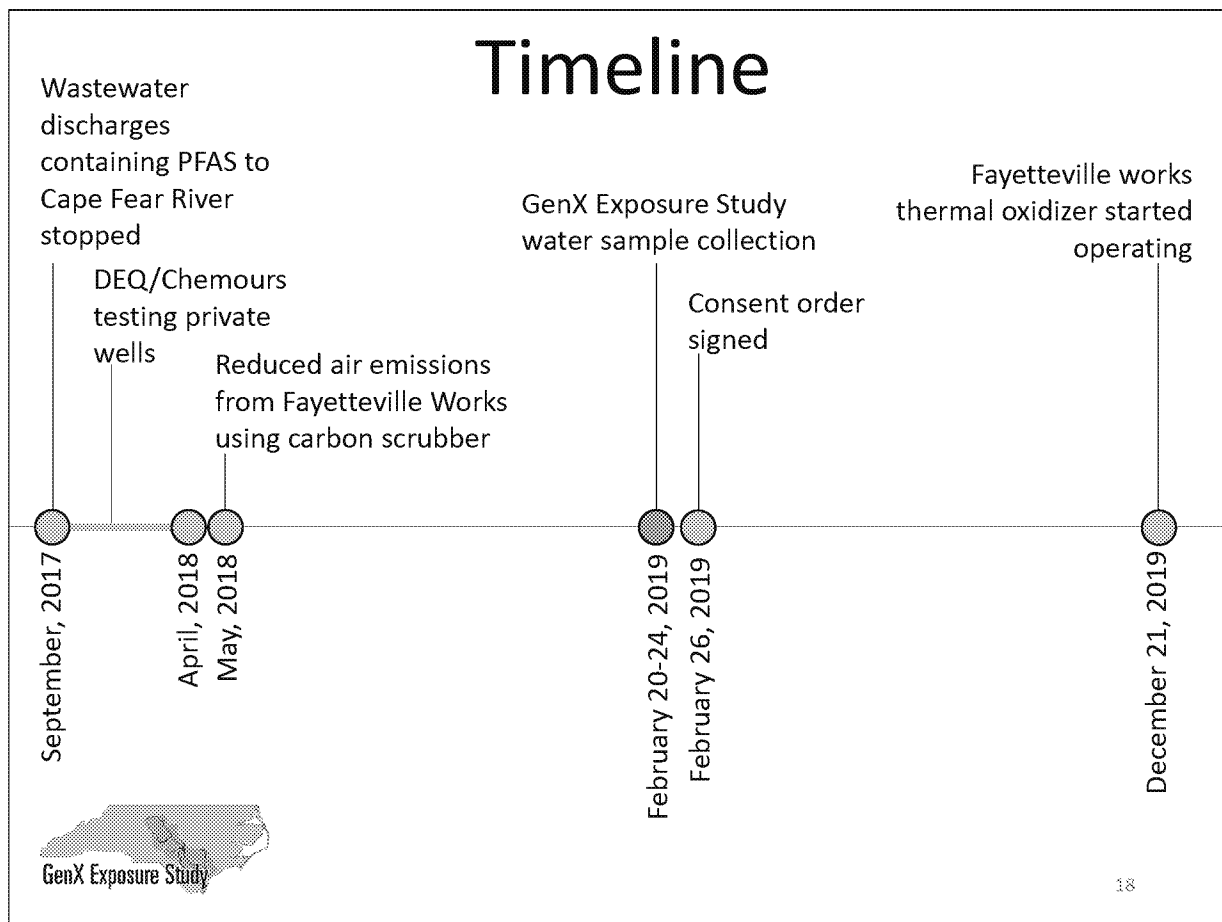 Timeline
Wastewater
discharges
containing PFAS to
Cape Fear River
stopped
DEQ/Chemours
testing private
wells
Reduced air emissions
from Fayetteville Works
using carbon scrubber
GenX Exposure Study
water sample collection
Consent order
signed
Fayetteville works
thermal oxidizer started
operating
September, 2017
April, 2018
May, 2018
February 20-24, 2019
February 26, 2019
December 21, 2019
GenX Exposure Study
18